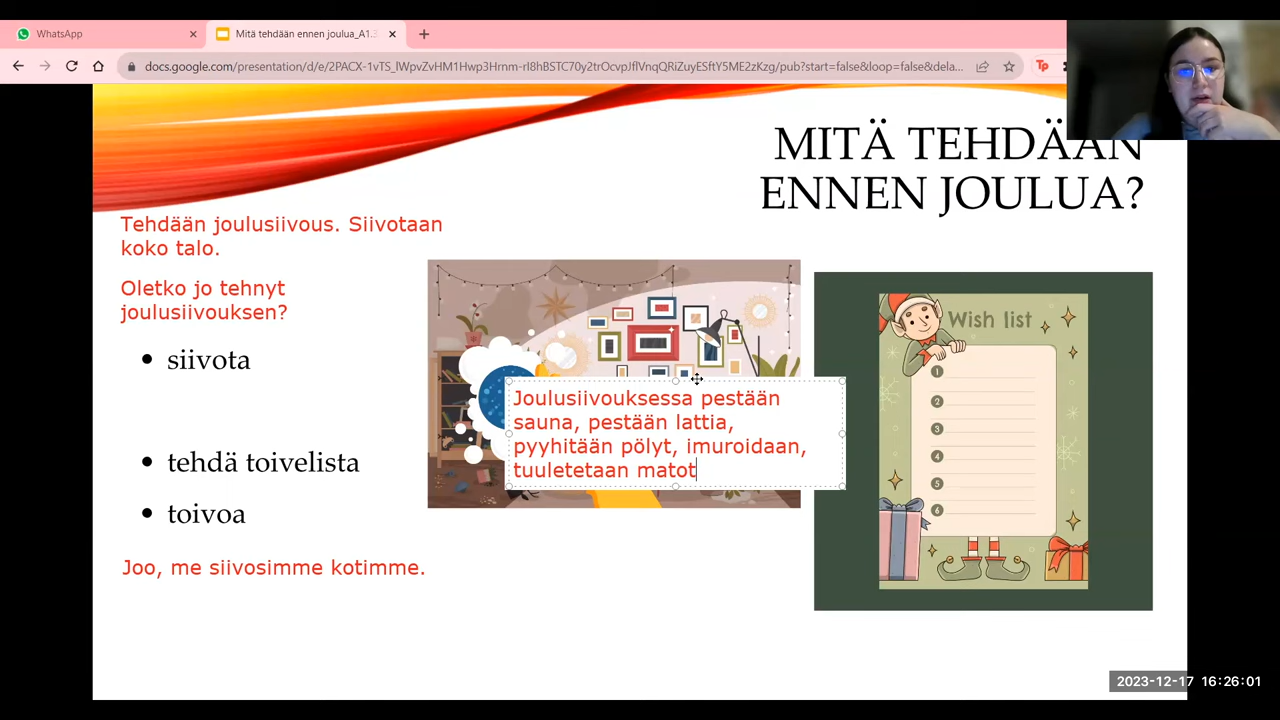 WhatsApp
Mitä tehdään ennen joulua_A1.
docs.google.com/presentation/d/e/2PACX-1vTS_lWpvZvHM1Hwp3Hrnm-rI8hBSTC70y2trOcvpJflVnqQRiZuyESftY5ME2zKzg/pub?start=false&loop=false&dela...
MITÄ TEHDÄÄN
ENNEN JOULUA?
Tehdään joulusiivous. Siivotaan
koko talo.
Oletko jo tehnyt
joulusiivouksen?
• siivota
• tehdä toivelista
• toivoa
Joo, me siivosimme kotimme.
Joulusiivouksessa pestään
sauna, pestään lattia,
pyyhitään pölyt, imuroidaan,
tuuletetaan matot
Wish list
1
2
3
4
5
6
2023-12-17 16:26:01